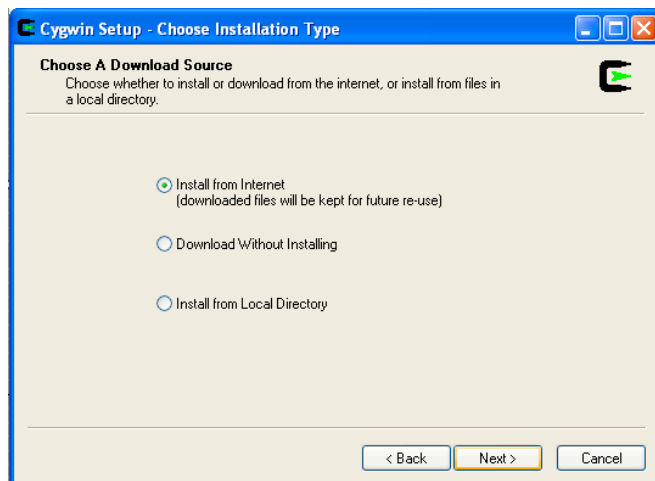 Cygwin Setup - Choose Installation Type
Choose A Download Source
Choose whether to install or download from the internet, or install from files in
a local directory.
Install from Internet
(downloaded files will be kept for future re-use)
Download Without Installing
Install from Local Directory
< Back Next > Cancel